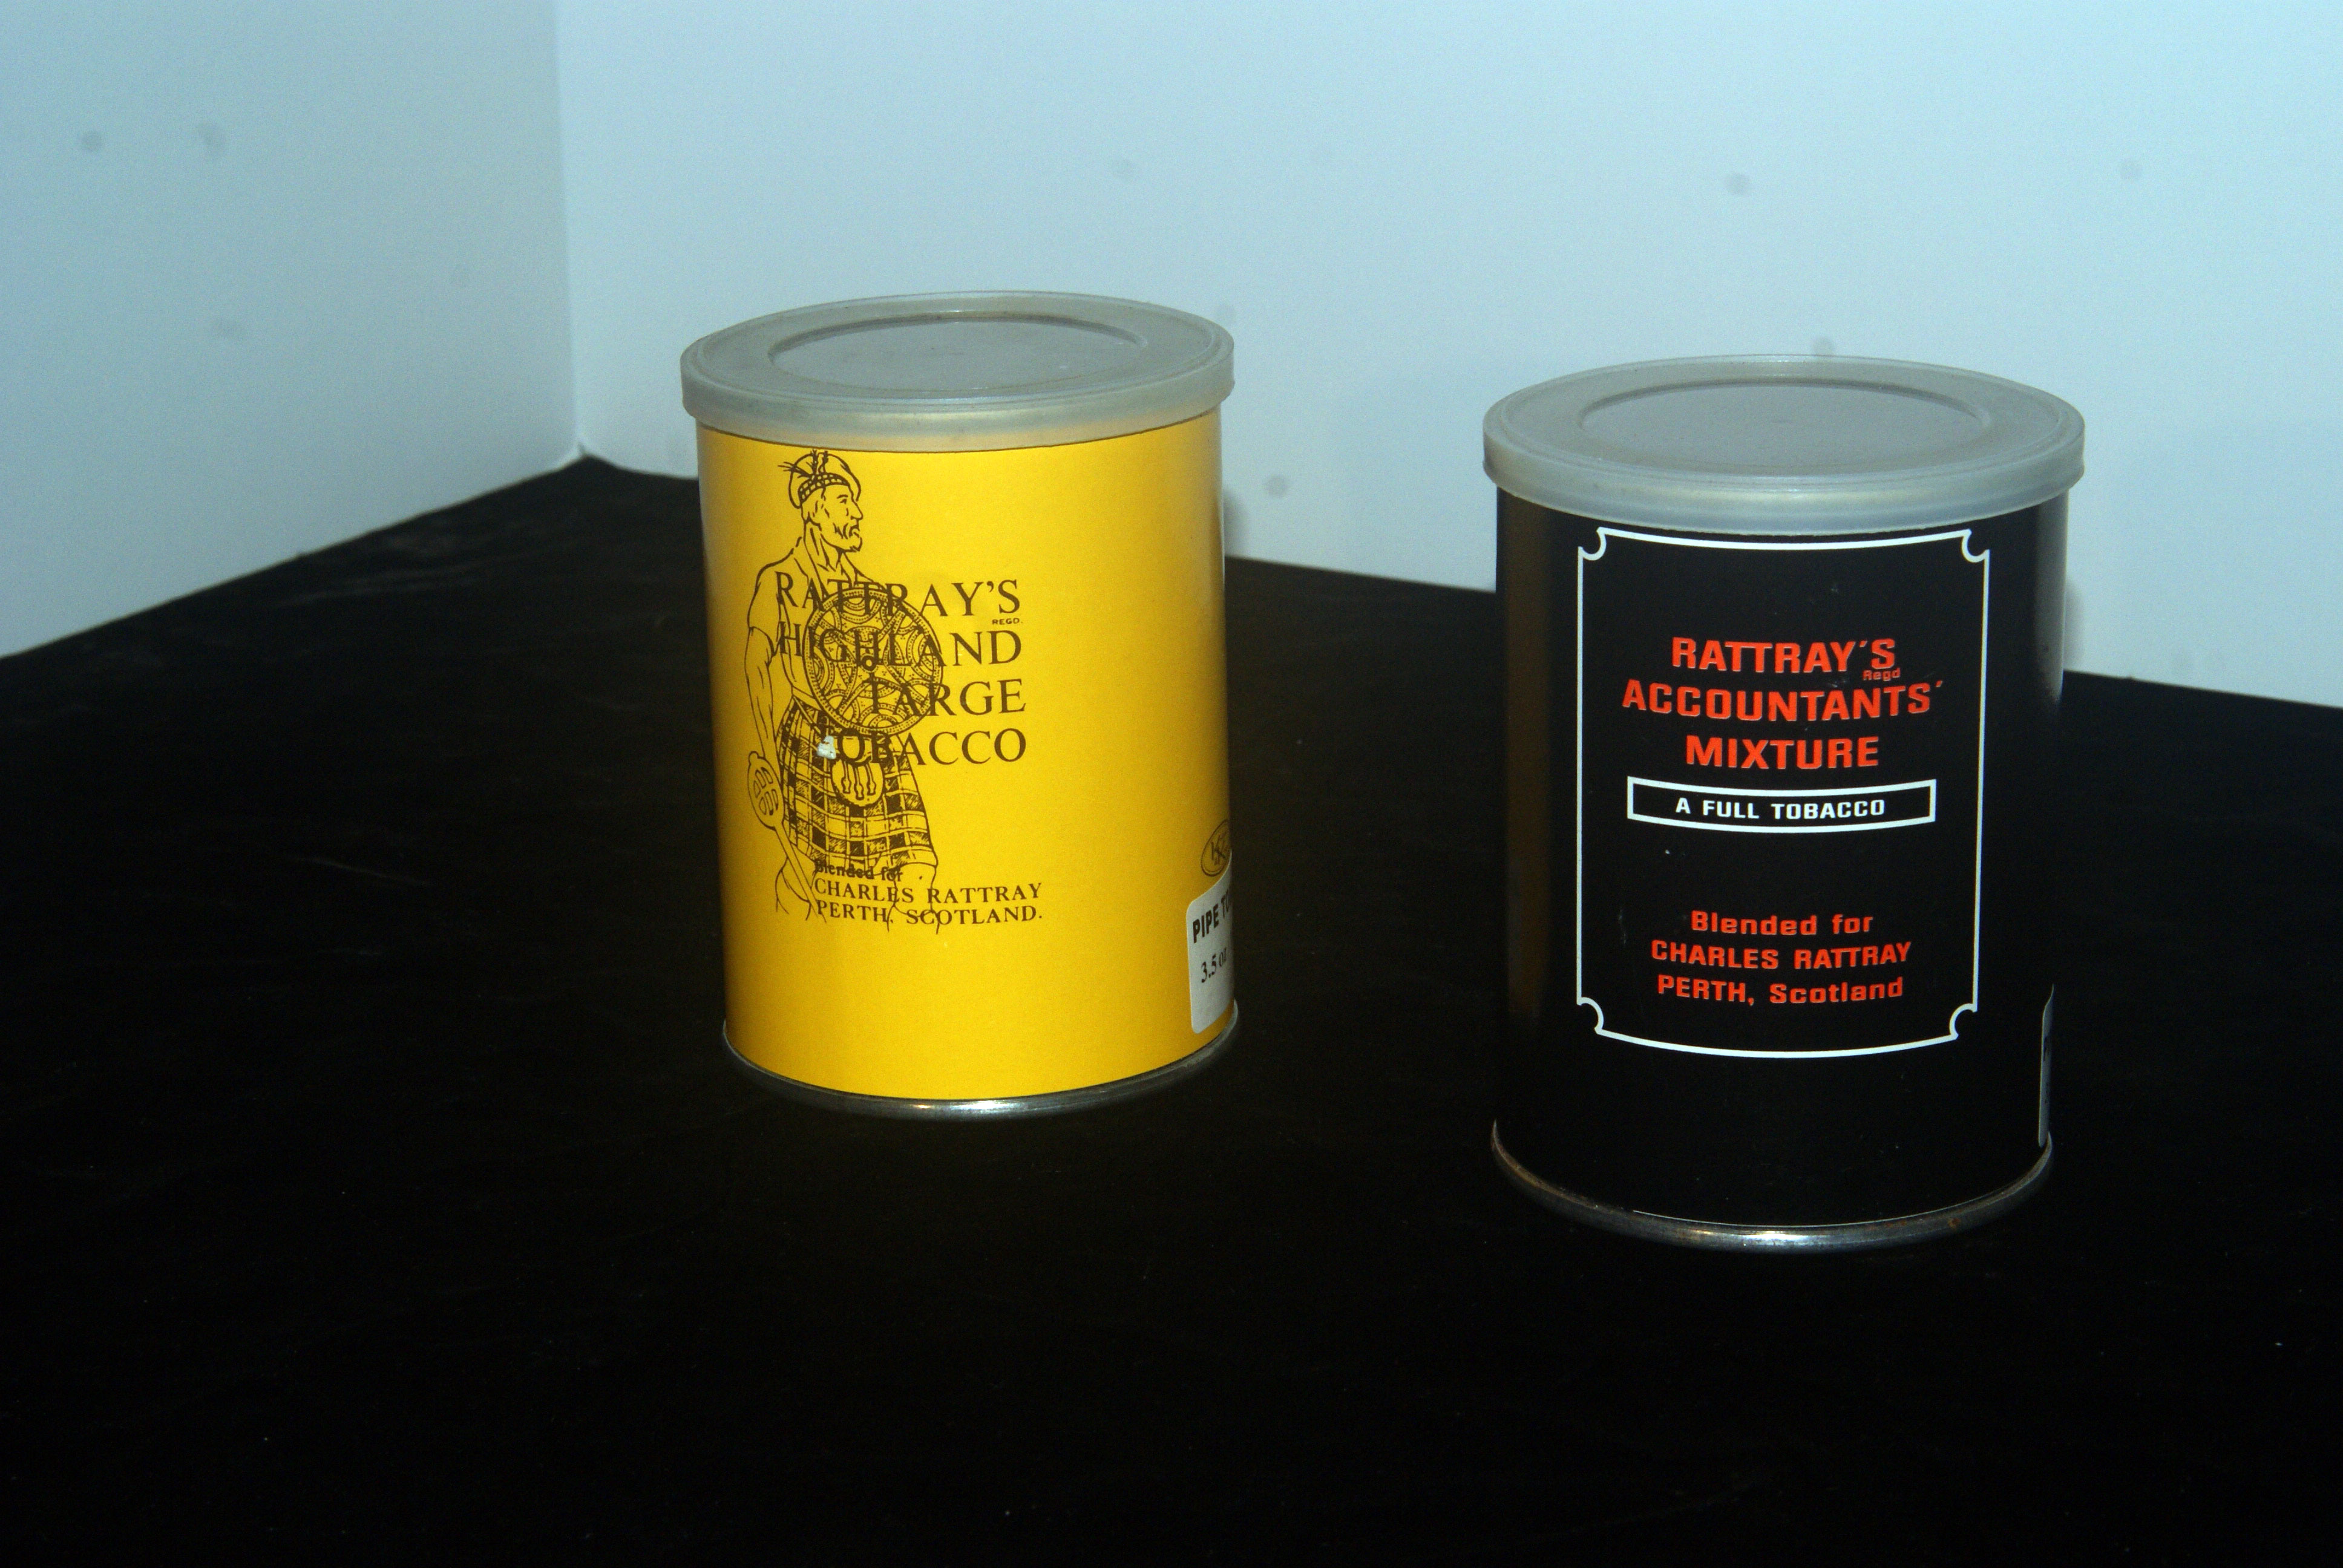 RATTRAY'S
REGD.
HIGHLAND
TARGE
TOBACCO
Blended for
CHARLES RATTRAY
PERTH, SCOTLAND.
PIPE
3.5 oz
RATTRAY'S
Regd
ACCOUNTANTS'
MIXTURE
A FULL TOBACCO
Blended for
CHARLES RATTRAY
PERTH, Scotland